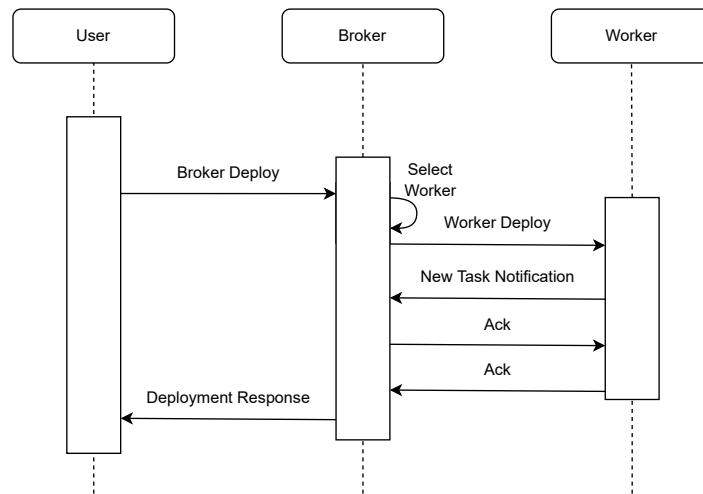 User
Broker
Worker
Broker Deploy
Select
Worker
Worker Deploy
New Task Notification
Ack
Ack
Deployment Response